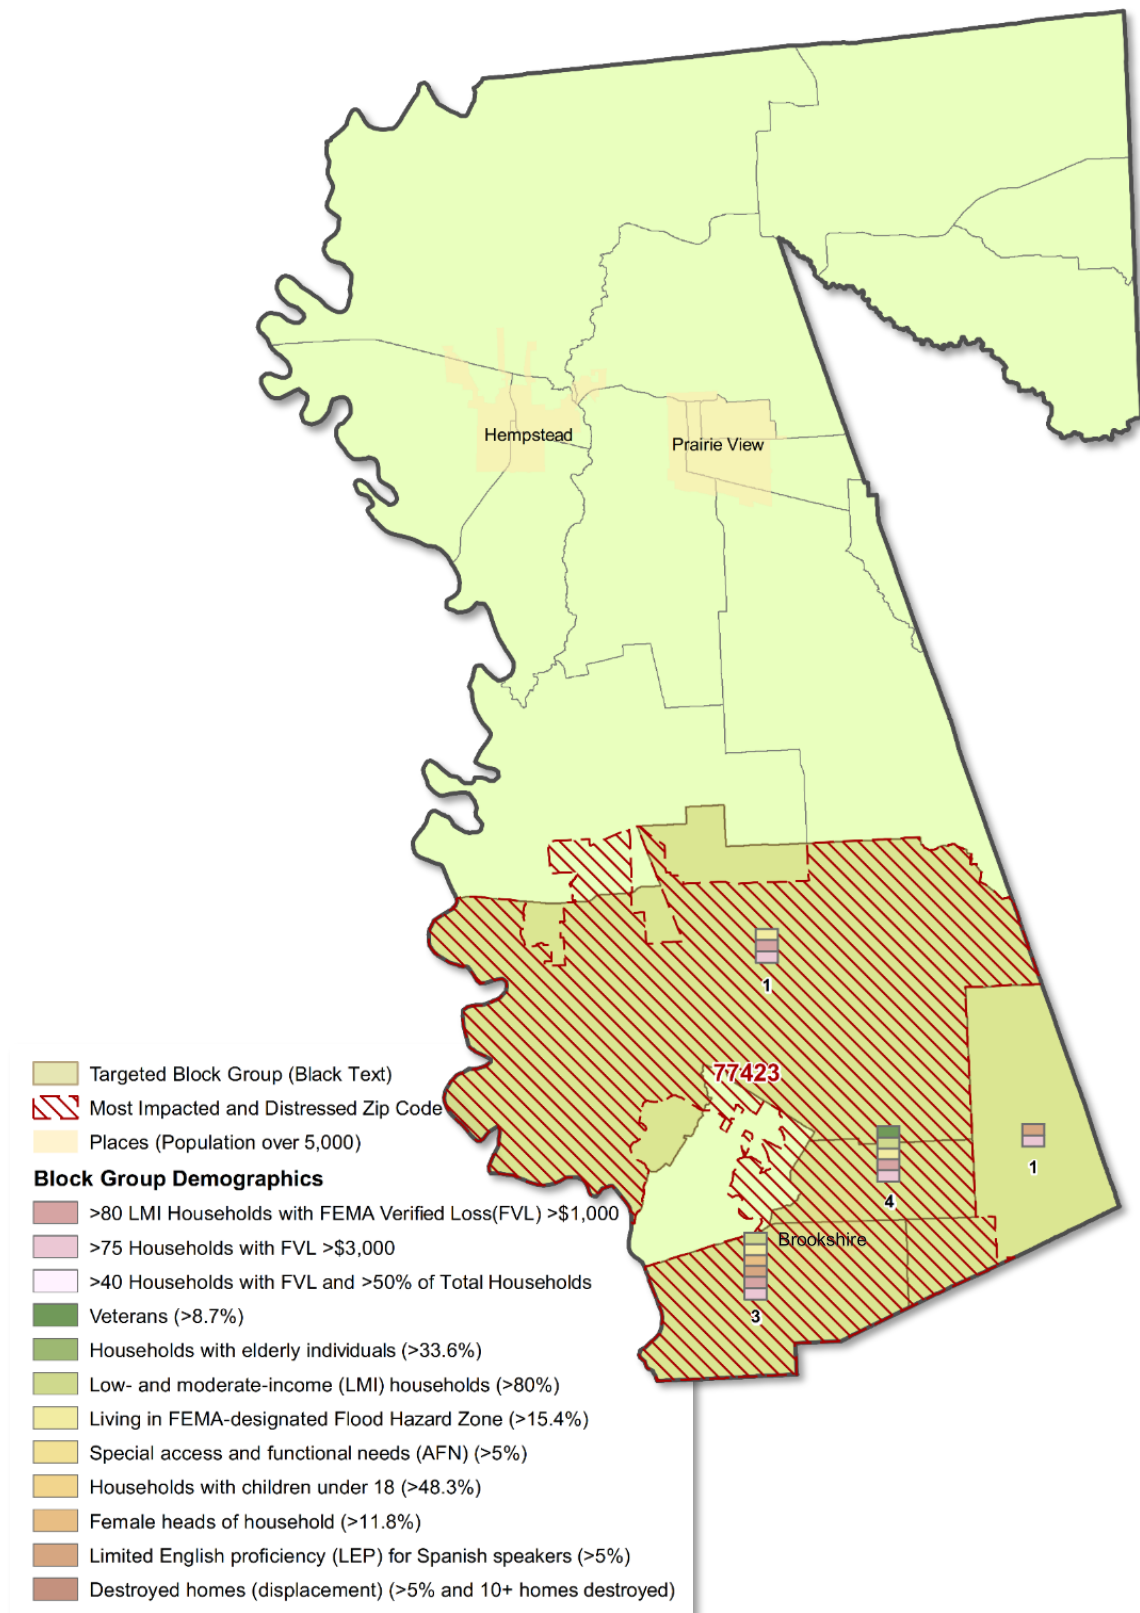 Hempstead
Prairie View
1
77423
1
4
Brookshire
3
Targeted Block Group (Black Text)
Most Impacted and Distressed Zip Code
Places (Population over 5,000)
Block Group Demographics
>80 LMI Households with FEMA Verified Loss(FVL) >$1,000
>75 Households with FVL >$3,000
>40 Households with FVL and >50% of Total Households
Veterans (>8.7%)
Households with elderly individuals (>33.6%)
Low- and moderate-income (LMI) households (>80%)
Living in FEMA-designated Flood Hazard Zone (>15.4%)
Special access and functional needs (AFN) (>5%)
Households with children under 18 (>48.3%)
Female heads of household (>11.8%)
Limited English proficiency (LEP) for Spanish speakers (>5%)
Destroyed homes (displacement) (>5% and 10+ homes destroyed)